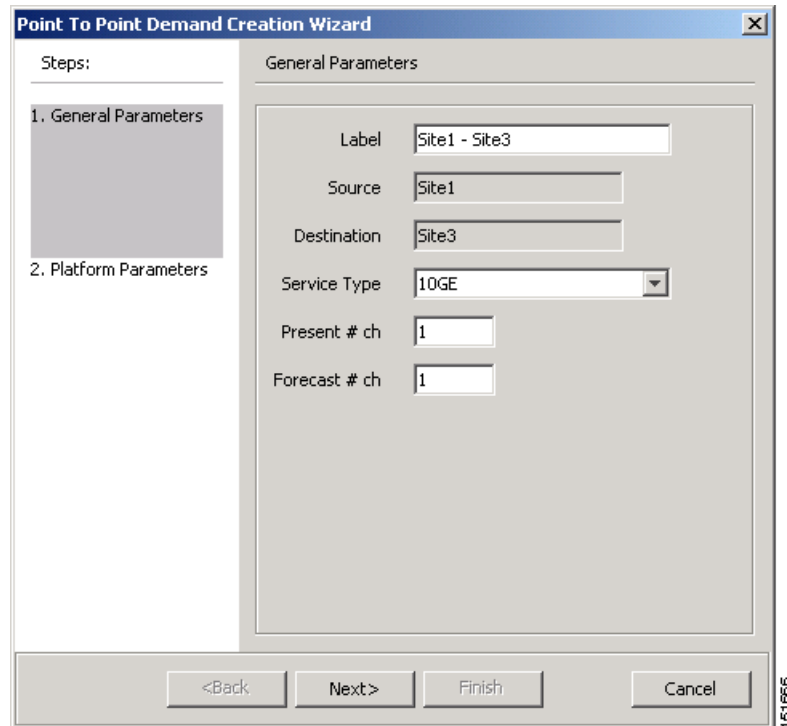 Point To Point Demand Creation Wizard
Steps:
General Parameters
1. General Parameters
2. Platform Parameters
Label Site1 - Site3
Source Site1
Destination Site3
Service Type 10GE
Present # ch 1
Forecast # ch 1
<Back Next> Finish Cancel
151666